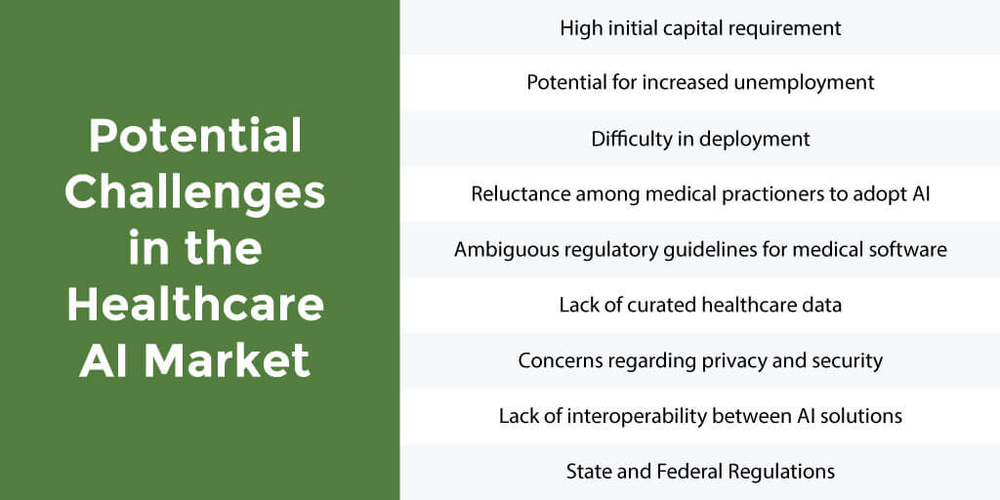 Potential
Challenges
in the
Healthcare
AI Market
High initial capital requirement
Potential for increased unemployment
Difficulty in deployment
Reluctance among medical practioners to adopt AI
Ambiguous regulatory guidelines for medical software
Lack of curated healthcare data
Concerns regarding privacy and security
Lack of interoperability between AI solutions
State and Federal Regulations